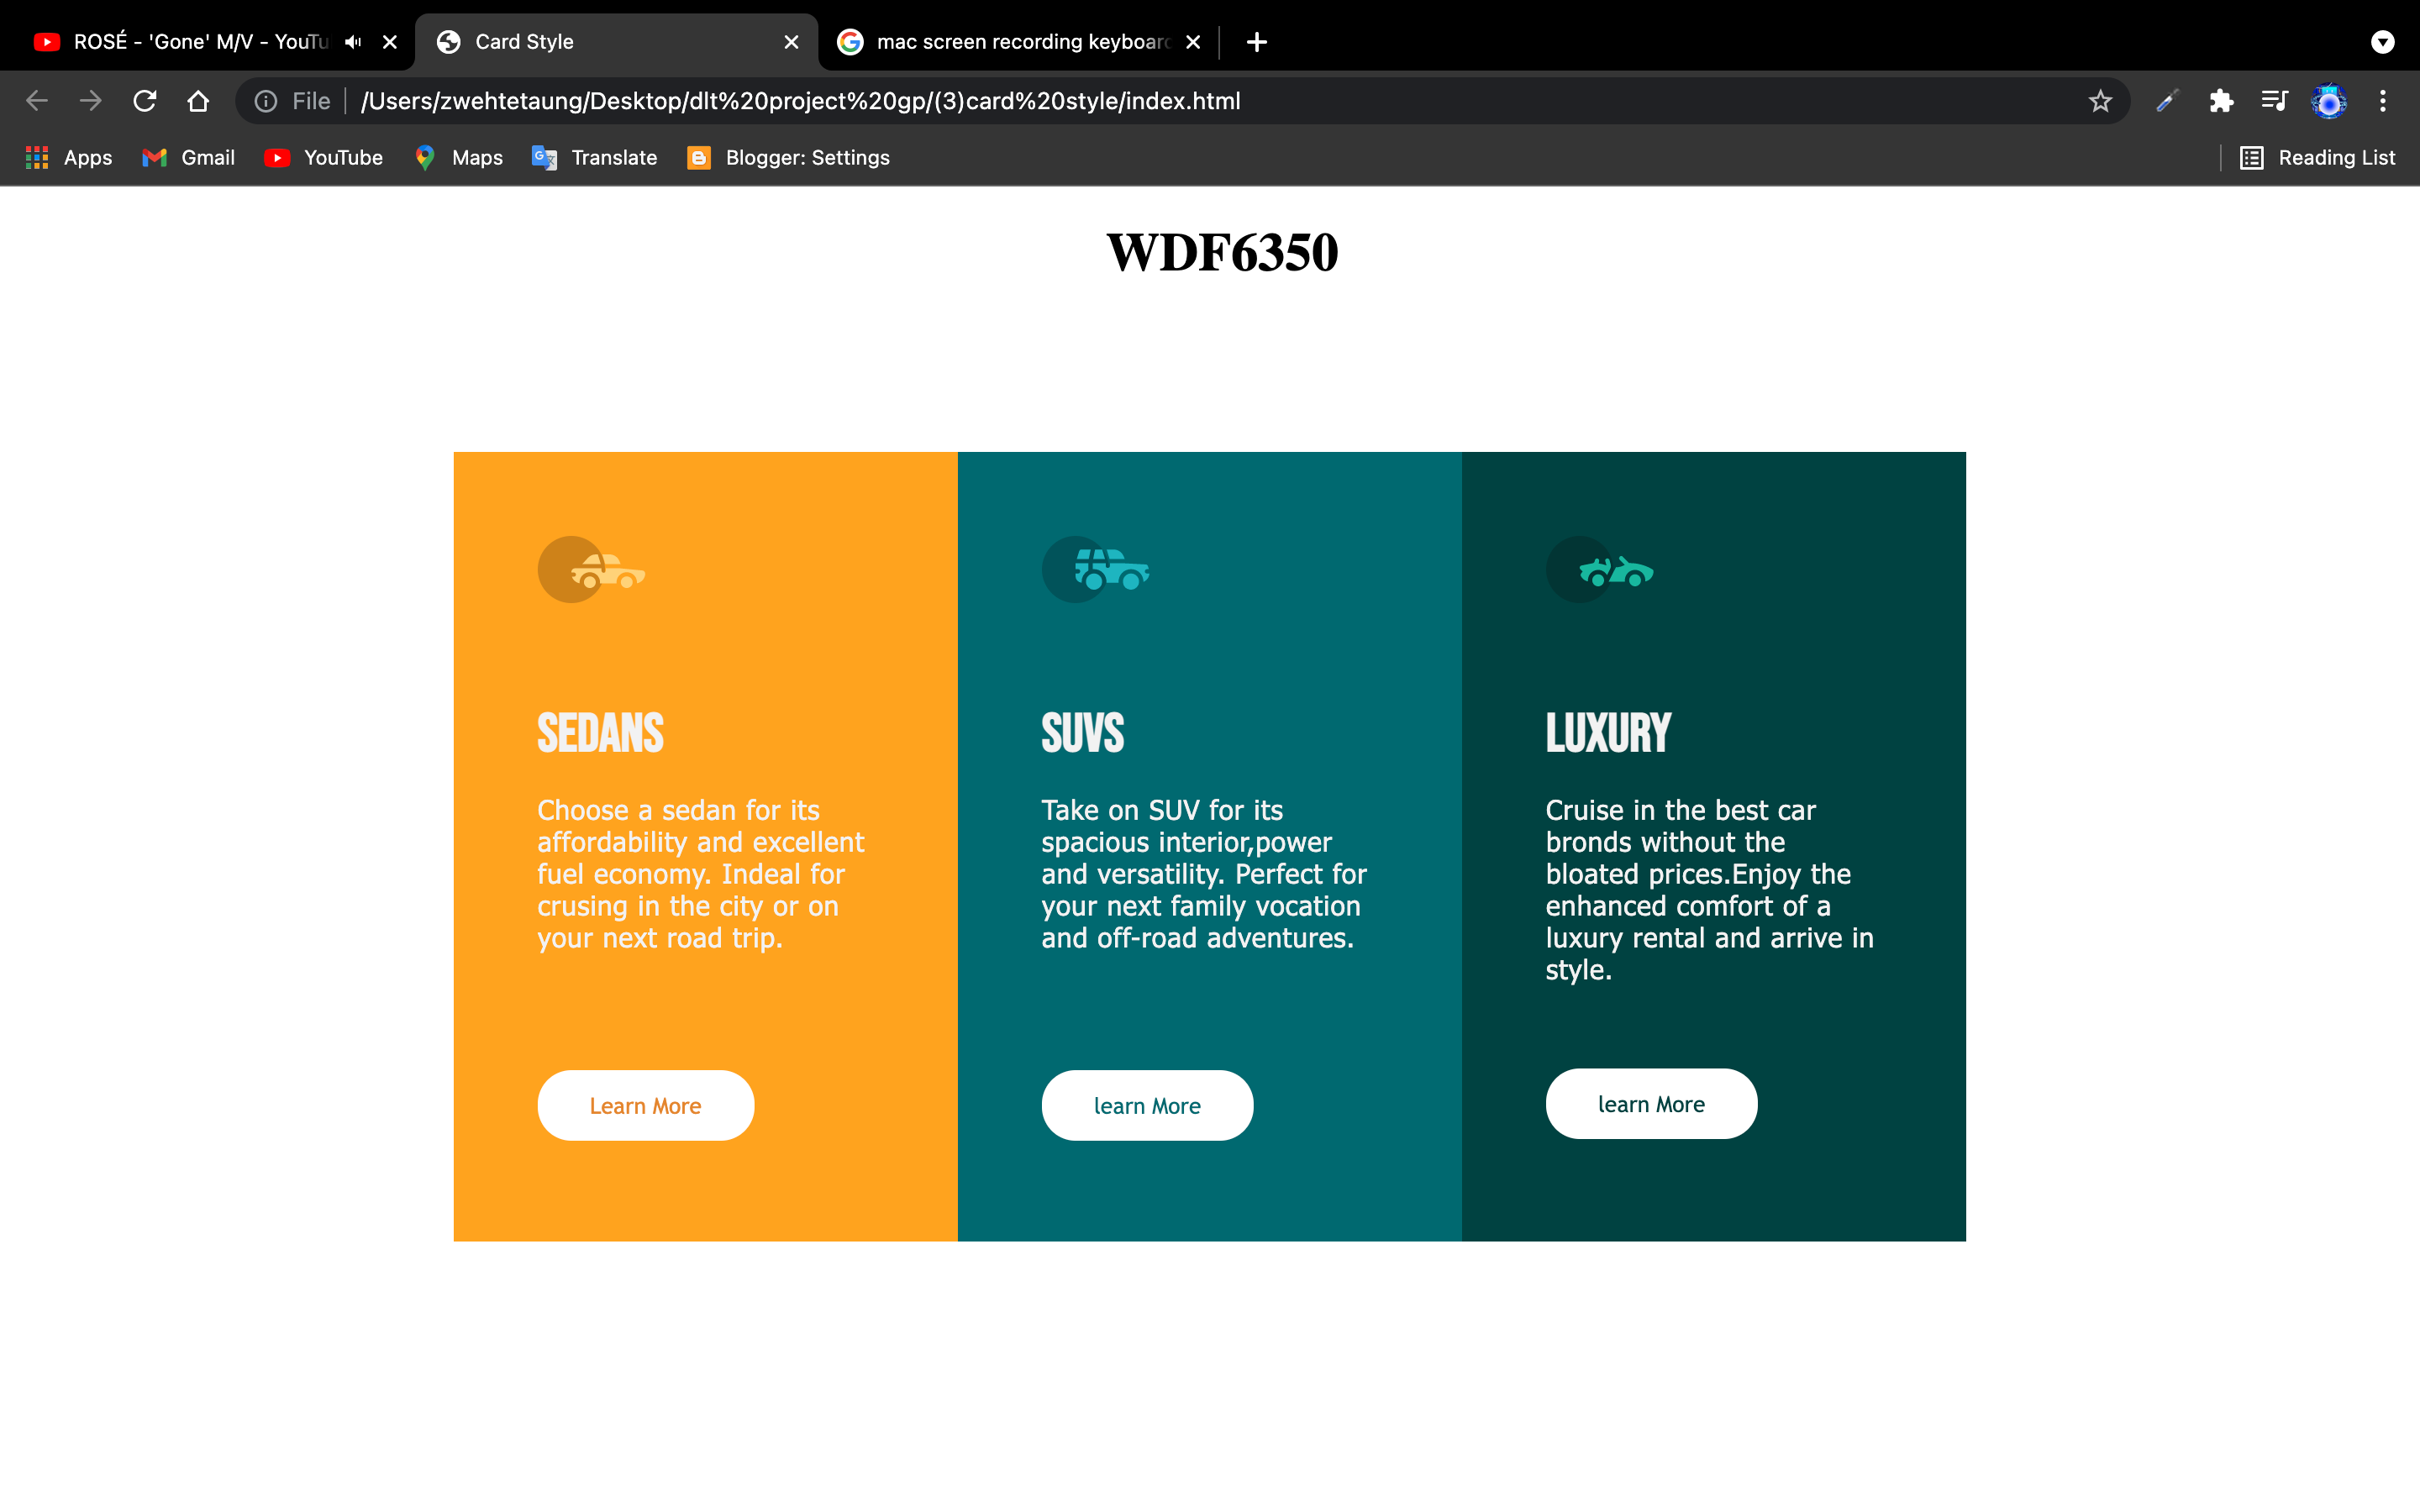 ROSÉ - 'Gone' M/V - YouTu
Card Style
mac screen recording keyboard
File
/Users/zwehtetaung/Desktop/dlt%20project%20gp/(3)card%20style/index.html
Apps
Gmail
YouTube
Maps
Translate
Blogger: Settings
Reading List
WDF6350
SEDANS
Choose a sedan for its
affordability and excellent
fuel economy. Indeal for
crusing in the city or on
your next road trip.
Learn More
SUVS
Take on SUV for its
spacious interior,power
and versatility. Perfect for
your next family vocation
and off-road adventures.
learn More
LUXURY
Cruise in the best car
bronds without the
bloated prices.Enjoy the
enhanced comfort of a
luxury rental and arrive in
style.
learn More